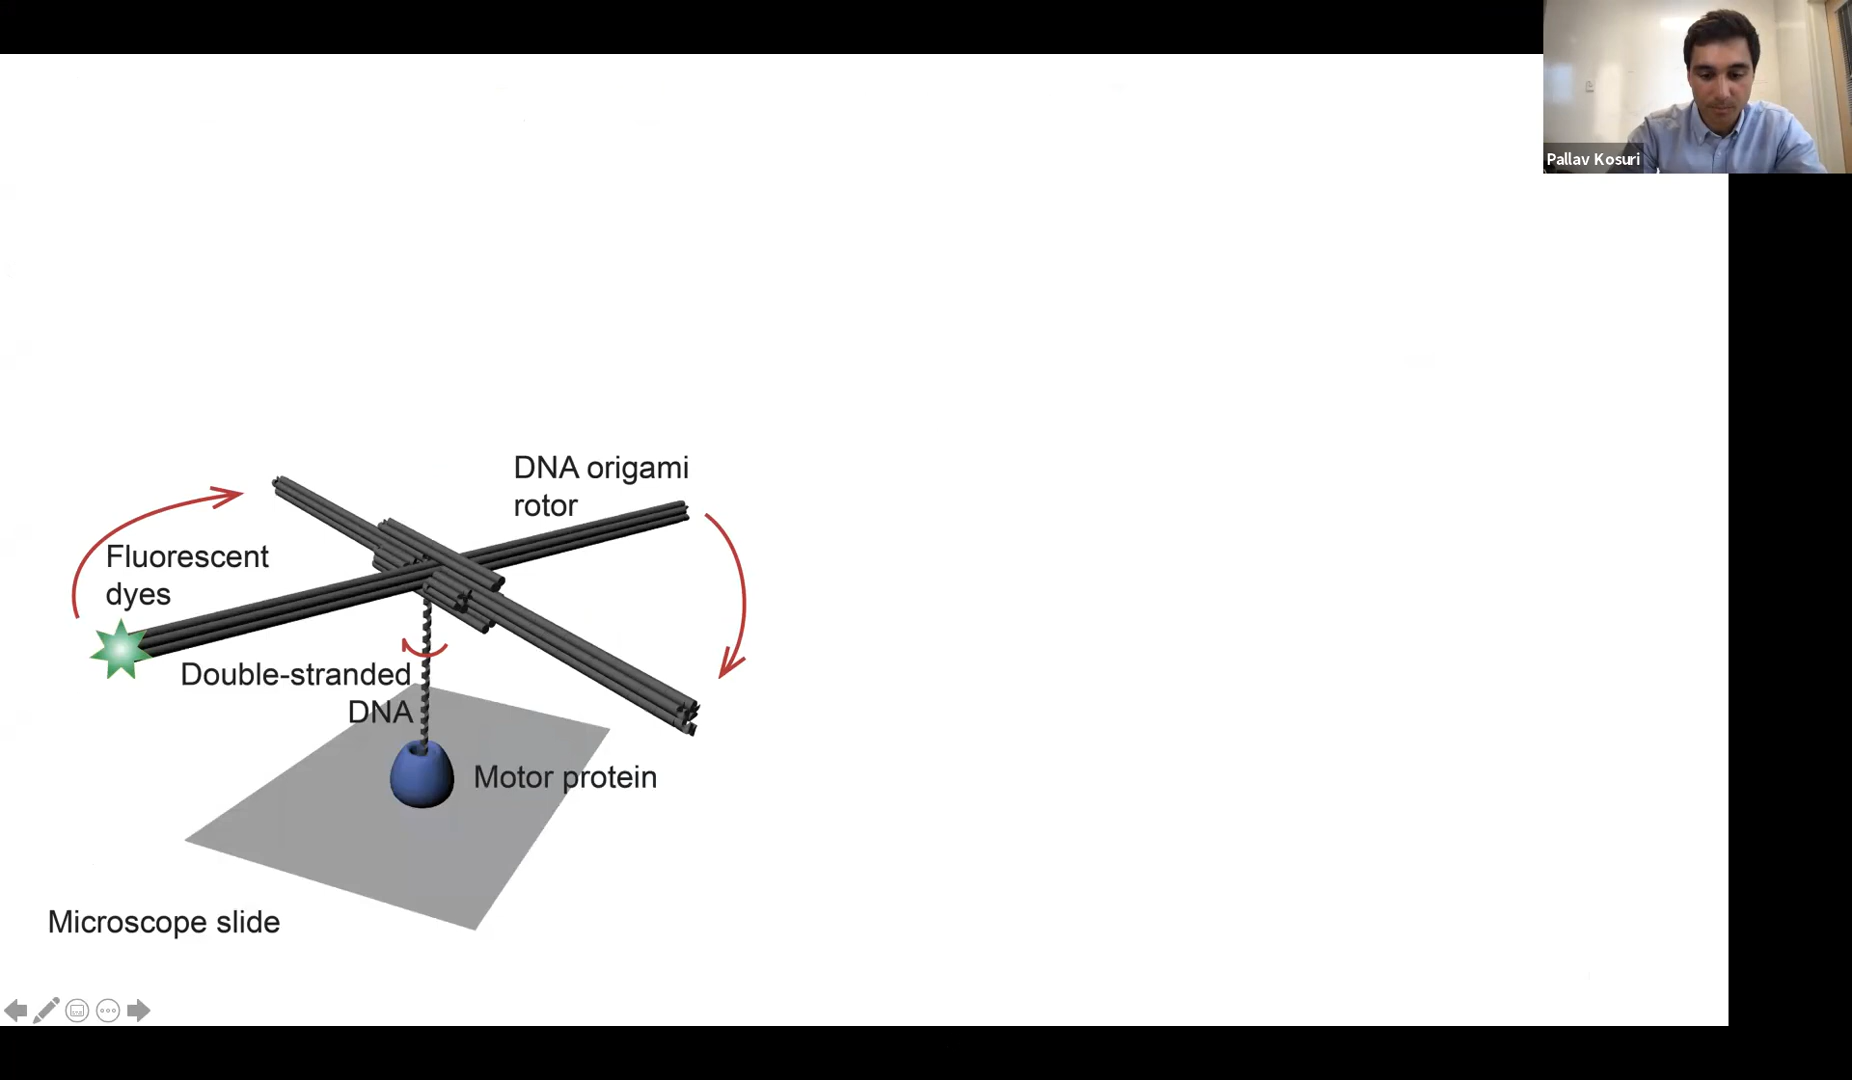 Pallav Kosuri
DNA origami
rotor
Fluorescent
dyes
Double-stranded
DNA
Motor protein
Microscope slide